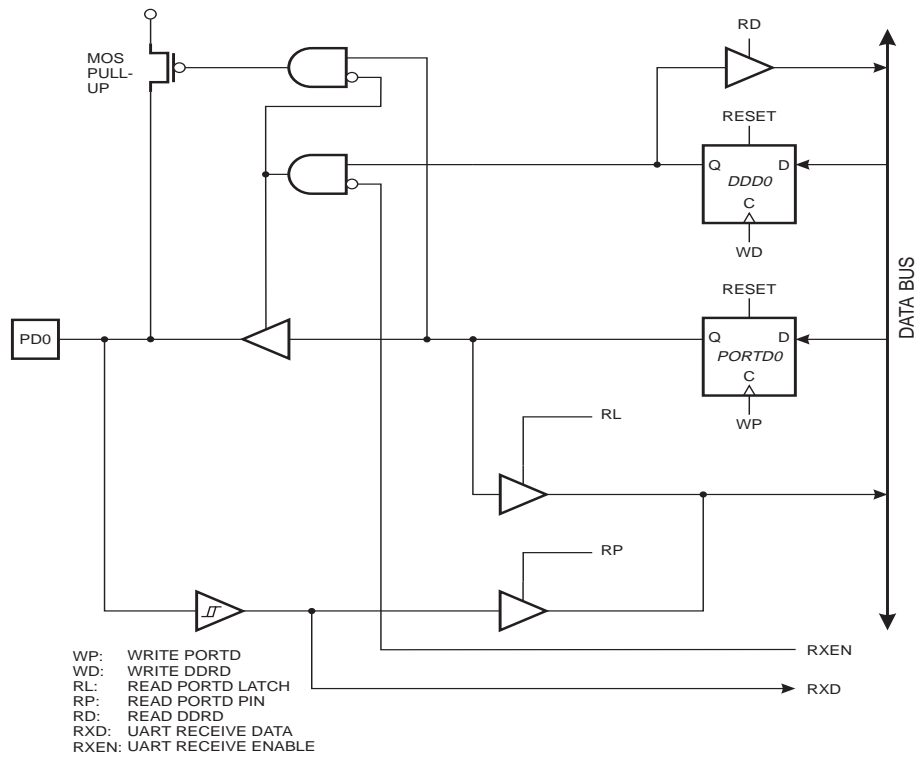 RD
MOS
PULL-
UP
RESET
Q
D
DDD0
C
WD
DATA BUS
RESET
PD0
Q
D
PORTD0
C
WP
RL
RP
RXEN
RXD
WP: WRITE PORTD
WD: WRITE DDRD
RL: READ PORTD LATCH
RP: READ PORTD PIN
RD: READ DDRD
RXD: UART RECEIVE DATA
RXEN: UART RECEIVE ENABLE